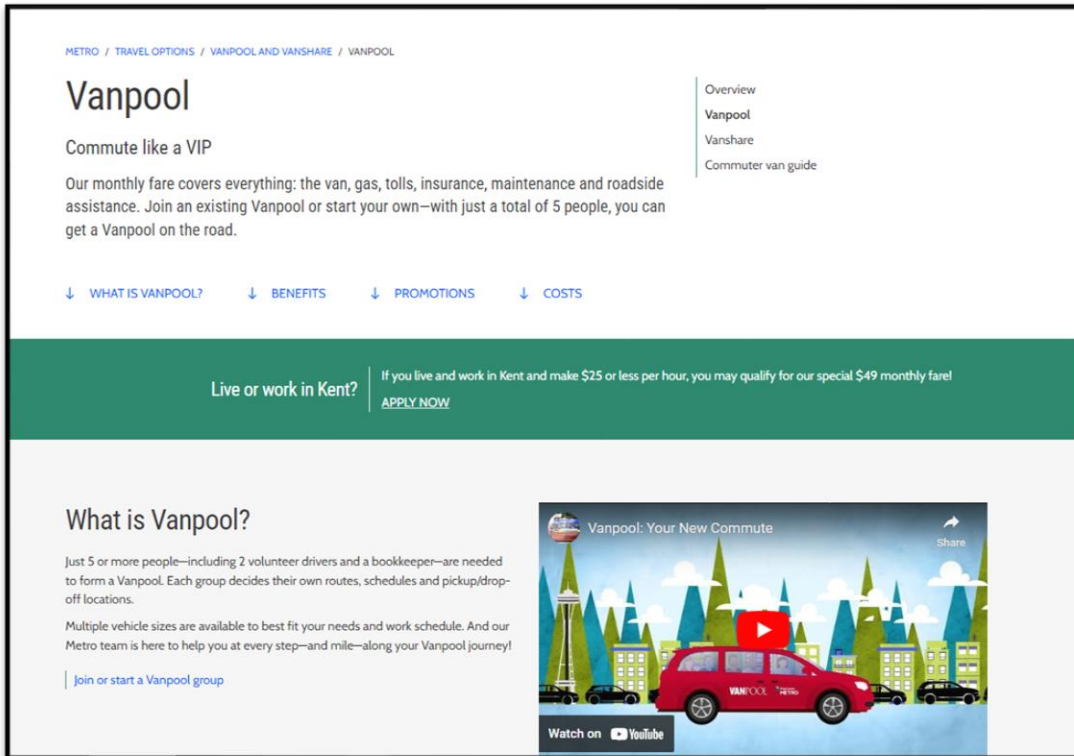 METRO / TRAVEL OPTIONS / VANPOOL AND VANSHARE / VANPOOL
Vanpool
Commute like a VIP
Our monthly fare covers everything: the van, gas, tolls, insurance, maintenance and roadside
assistance. Join an existing Vanpool or start your own—with just a total of 5 people, you can
get a Vanpool on the road.
Overview
Vanpool
Vanshare
Commuter van guide
↓ WHAT IS VANPOOL? ↓ BENEFITS ↓ PROMOTIONS ↓ COSTS
Live or work in Kent?
If you live and work in Kent and make $25 or less per hour, you may qualify for our special $49 monthly fare!
APPLY NOW
What is Vanpool?
Just 5 or more people—including 2 volunteer drivers and a bookkeeper—are needed
to form a Vanpool. Each group decides their own routes, schedules and pickup/drop-
off locations.
Multiple vehicle sizes are available to best fit your needs and work schedule. And our
Metro team is here to help you at every step—and mile—along your Vanpool journey!
Join or start a Vanpool group
Vanpool: Your New Commute
Share
VANPOOL METRO
Watch on YouTube